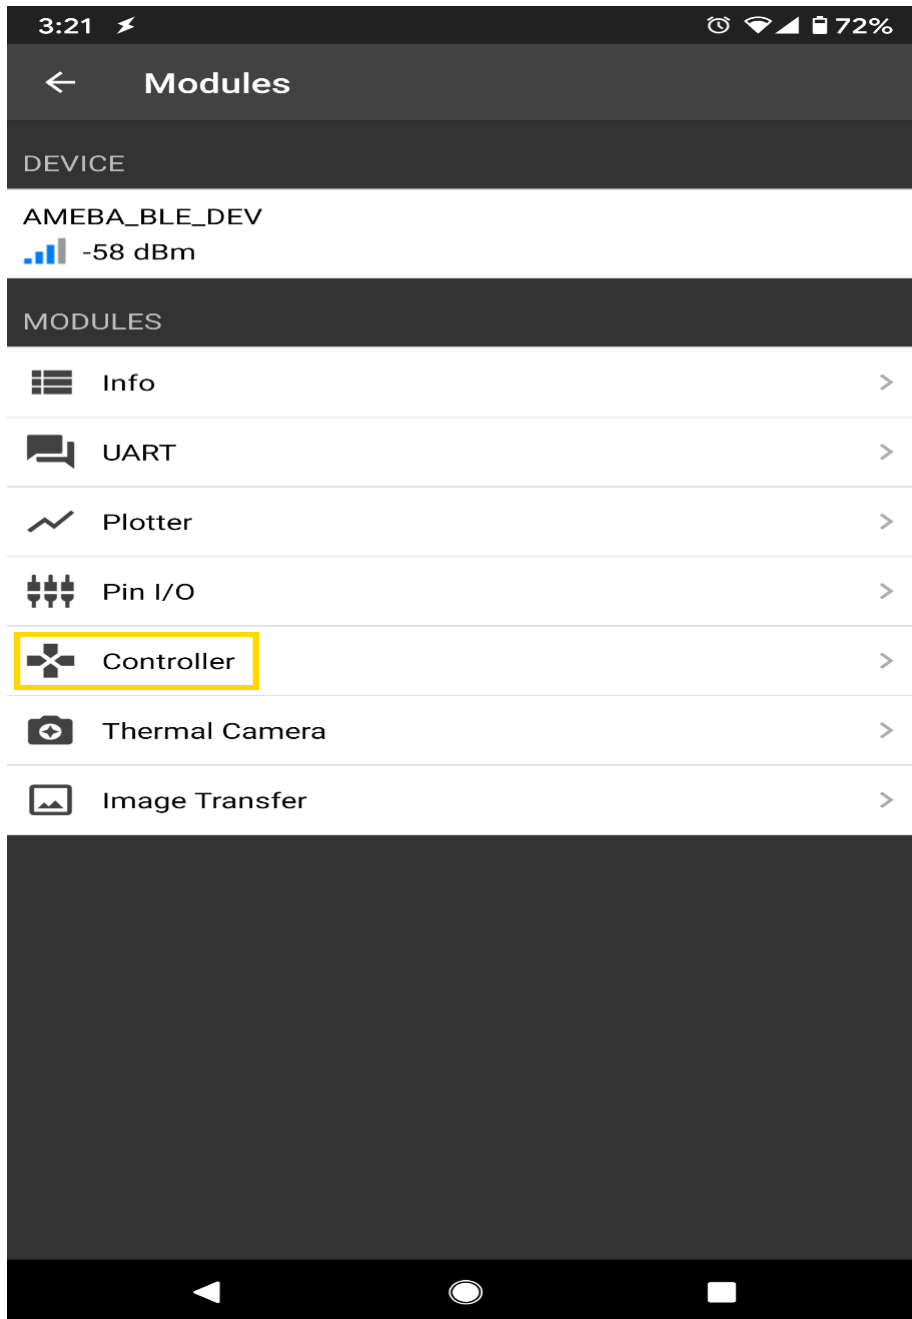 3:21 72%
Modules
DEVICE
AMEBA_BLE_DEV
-58 dBm
MODULES
Info
UART
Plotter
Pin I/O
Controller
Thermal Camera
Image Transfer